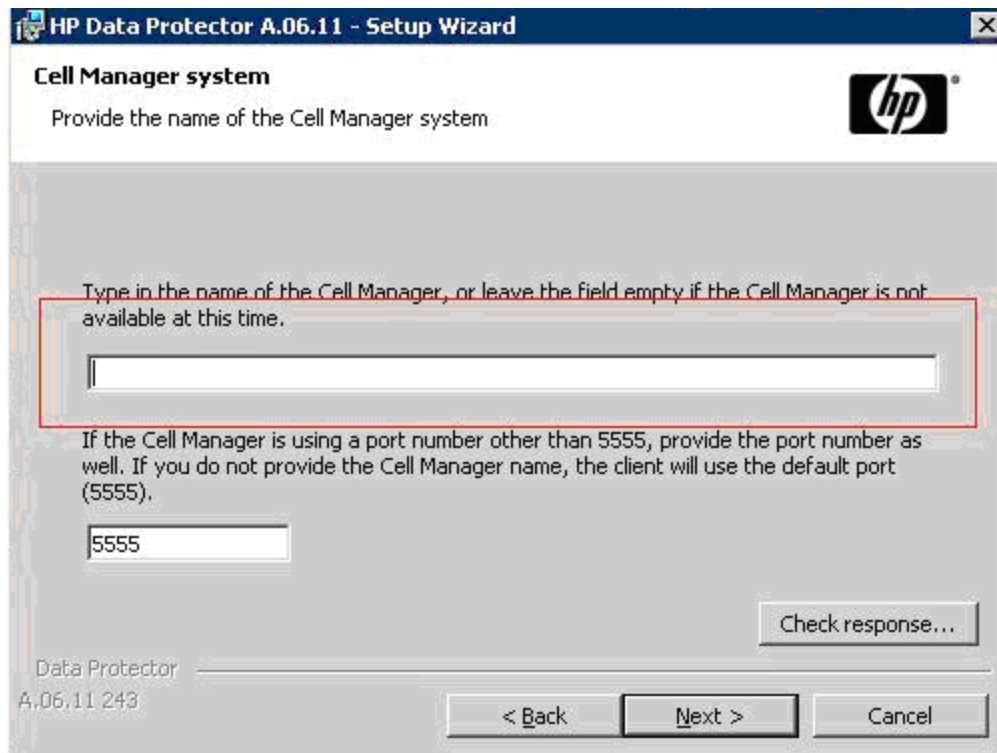 HP Data Protector A.06.11 - Setup Wizard
Cell Manager system
Provide the name of the Cell Manager system
hp
Type in the name of the Cell Manager, or leave the field empty if the Cell Manager is not
available at this time.
If the Cell Manager is using a port number other than 5555, provide the port number as
well. If you do not provide the Cell Manager name, the client will use the default port
(5555).
5555
Check response...
Data Protector
A.06.11 243
< Back
Next >
Cancel